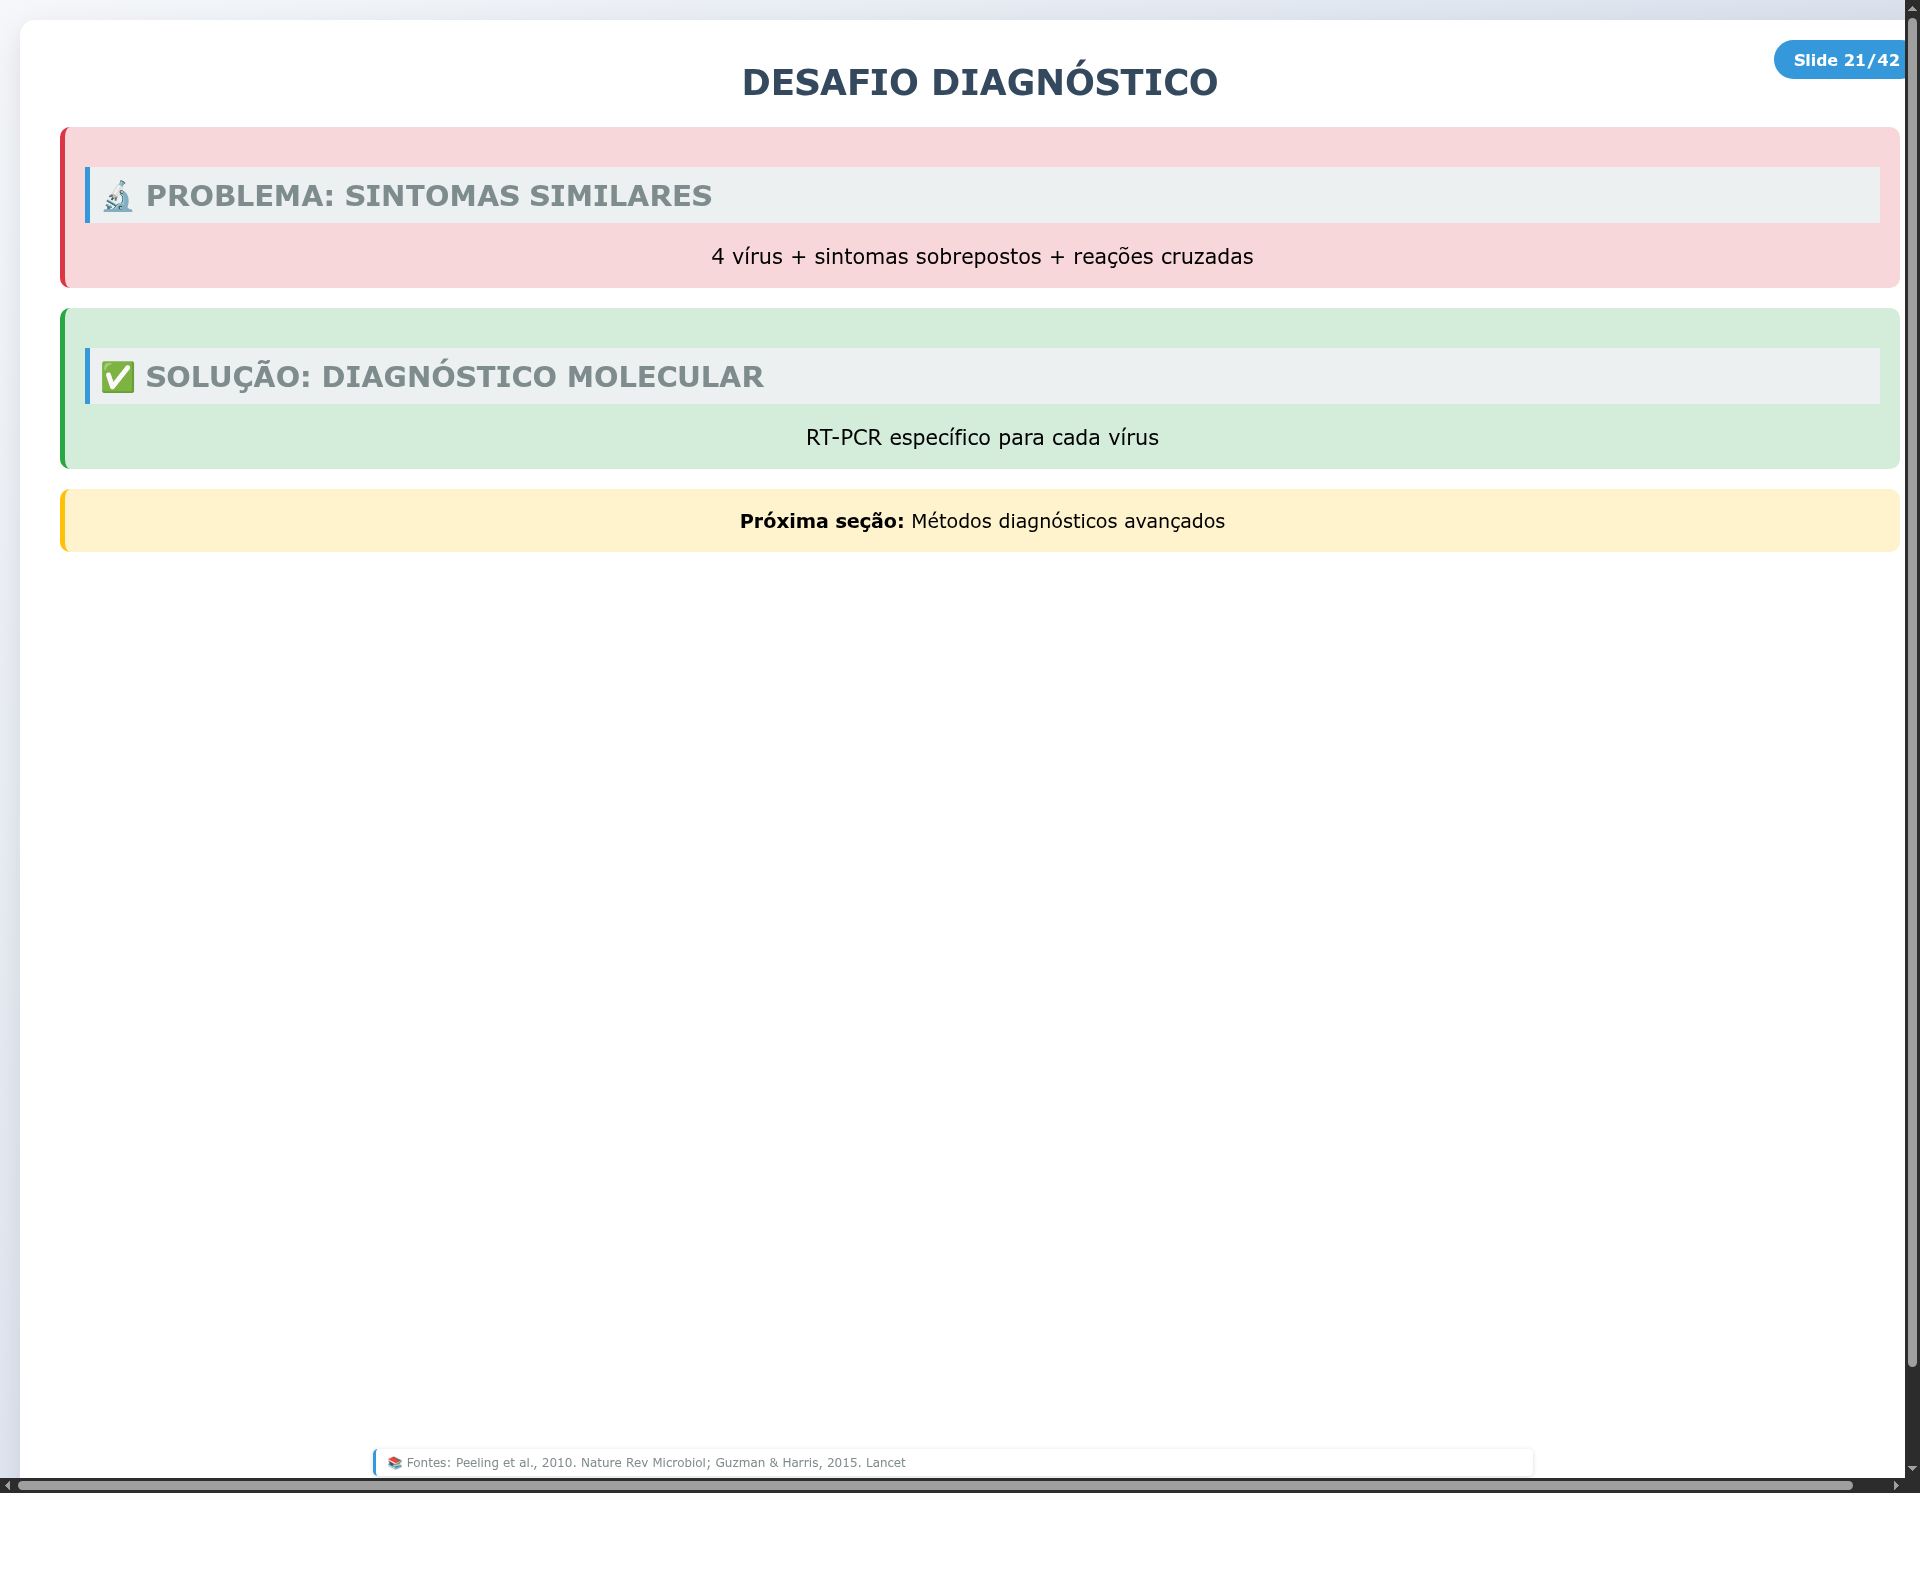 Slide 21/42
DESAFIO DIAGNÓSTICO
🔬 PROBLEMA: SINTOMAS SIMILARES
4 vírus + sintomas sobrepostos + reações cruzadas
✅ SOLUÇÃO: DIAGNÓSTICO MOLECULAR
RT-PCR específico para cada vírus
Próxima seção: Métodos diagnósticos avançados
📚 Fontes: Peeling et al., 2010. Nature Rev Microbiol; Guzman & Harris, 2015. Lancet